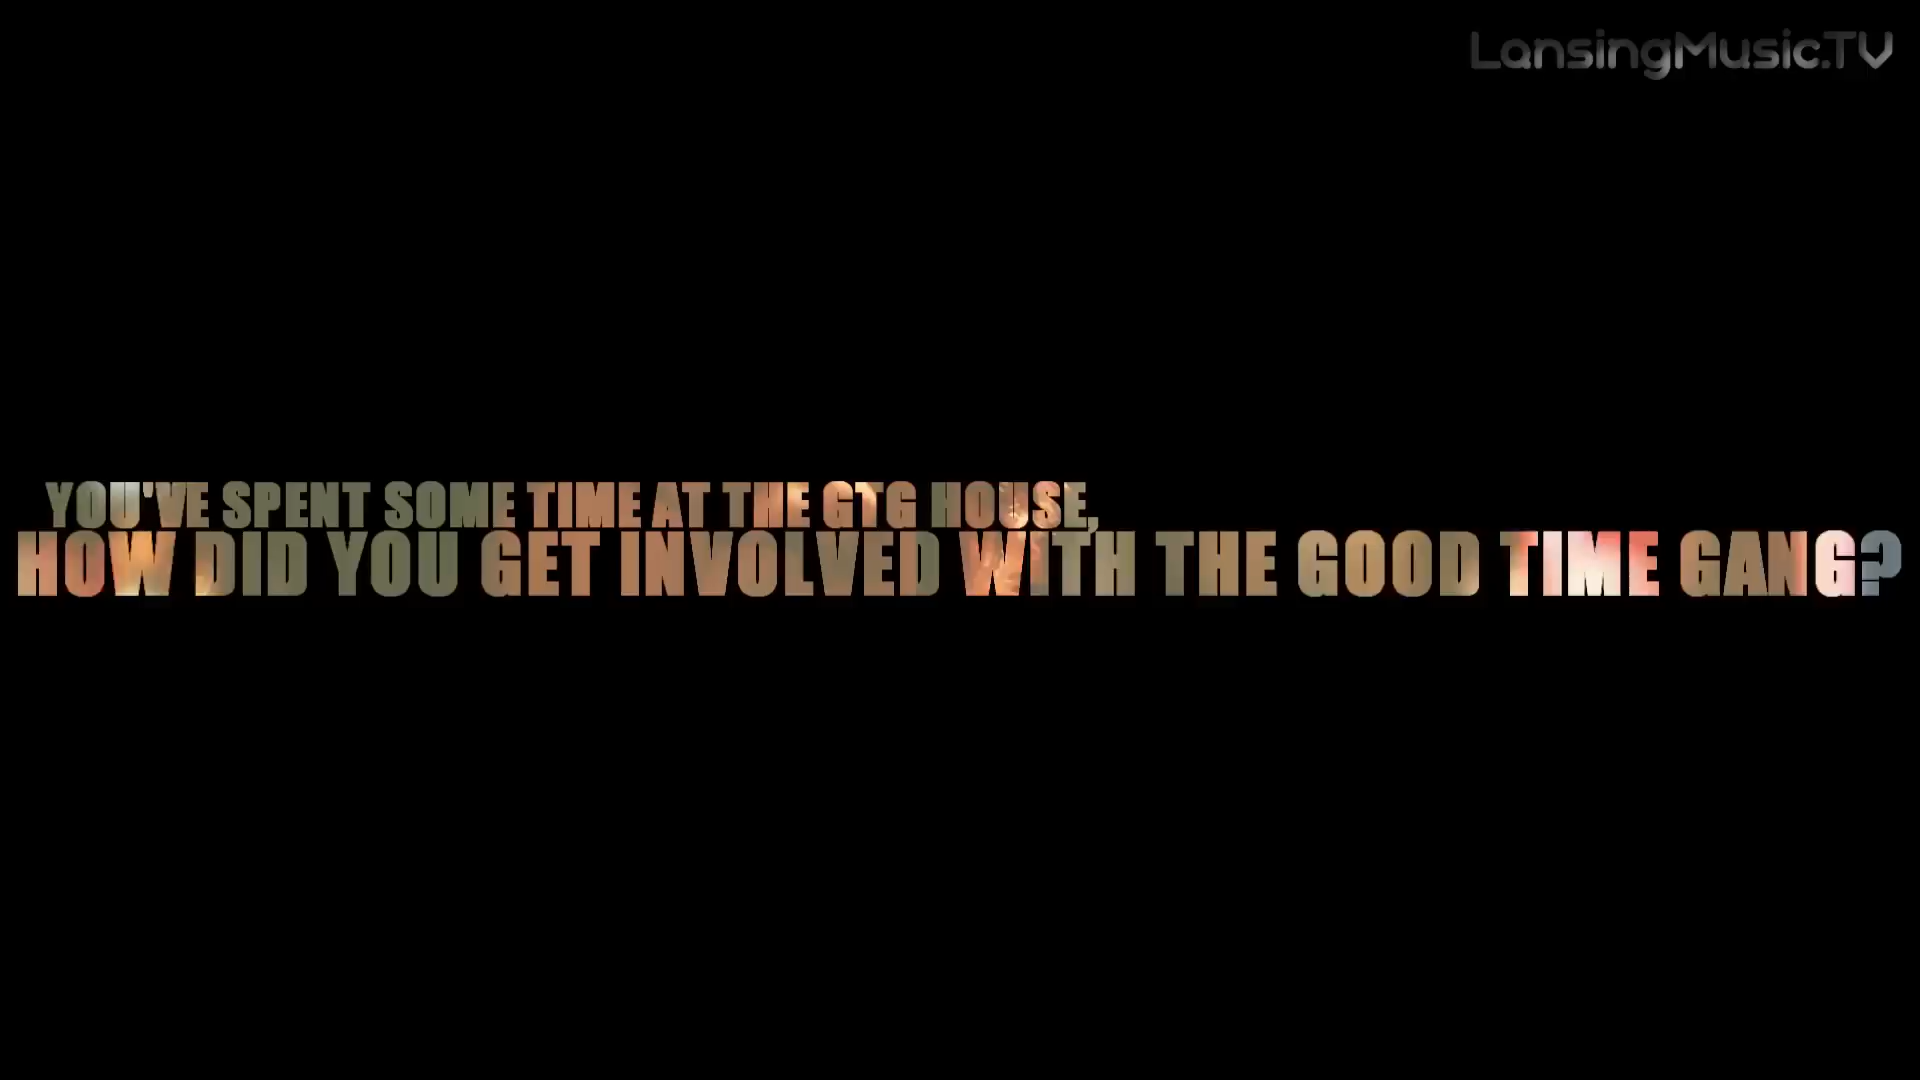 LansingMusic.TV
YOU'VE SPENT SOME TIME AT THE GTG HOUSE,
HOW DID YOU GET INVOLVED WITH THE GOOD TIME GANG?